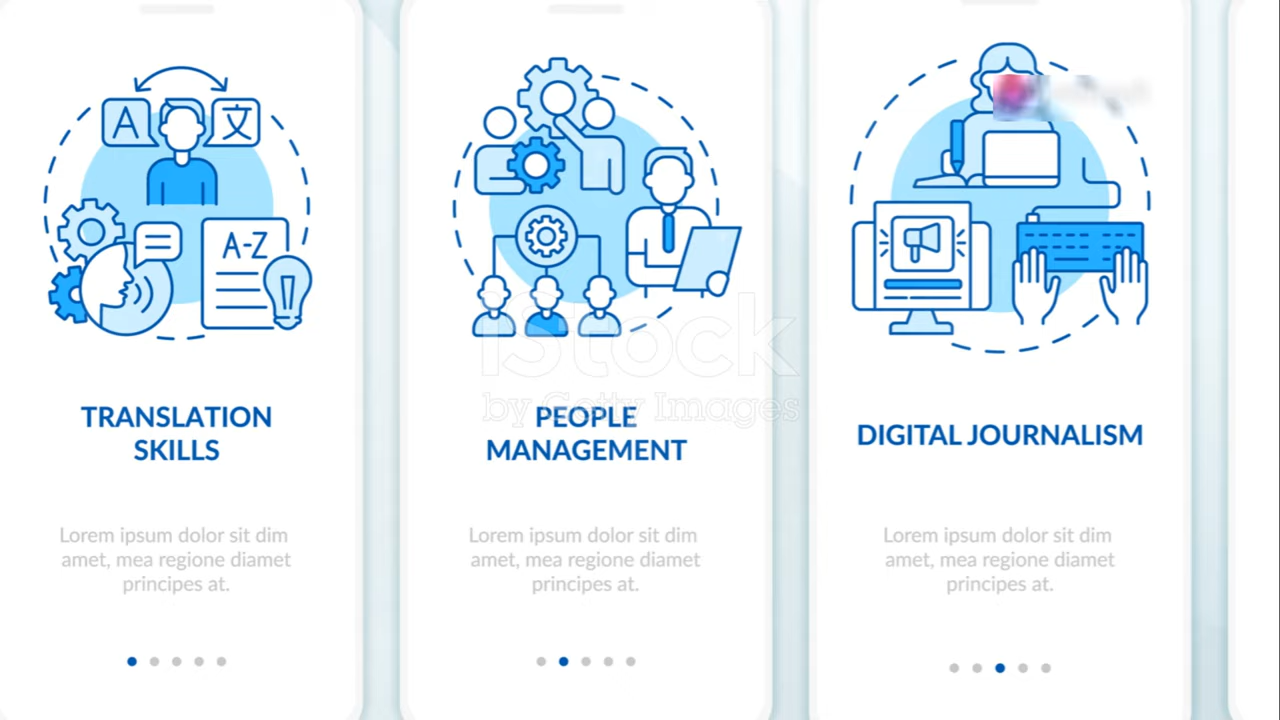 A
文
A-Z
TRANSLATION
SKILLS
Lorem ipsum dolor sit dim
amet, mea regione diamet
principes at.
PEOPLE
MANAGEMENT
Lorem ipsum dolor sit dim
amet, mea regione diamet
principes at.
DIGITAL JOURNALISM
Lorem ipsum dolor sit dim
amet, mea regione diamet
principes at.
iStock
by Getty Images